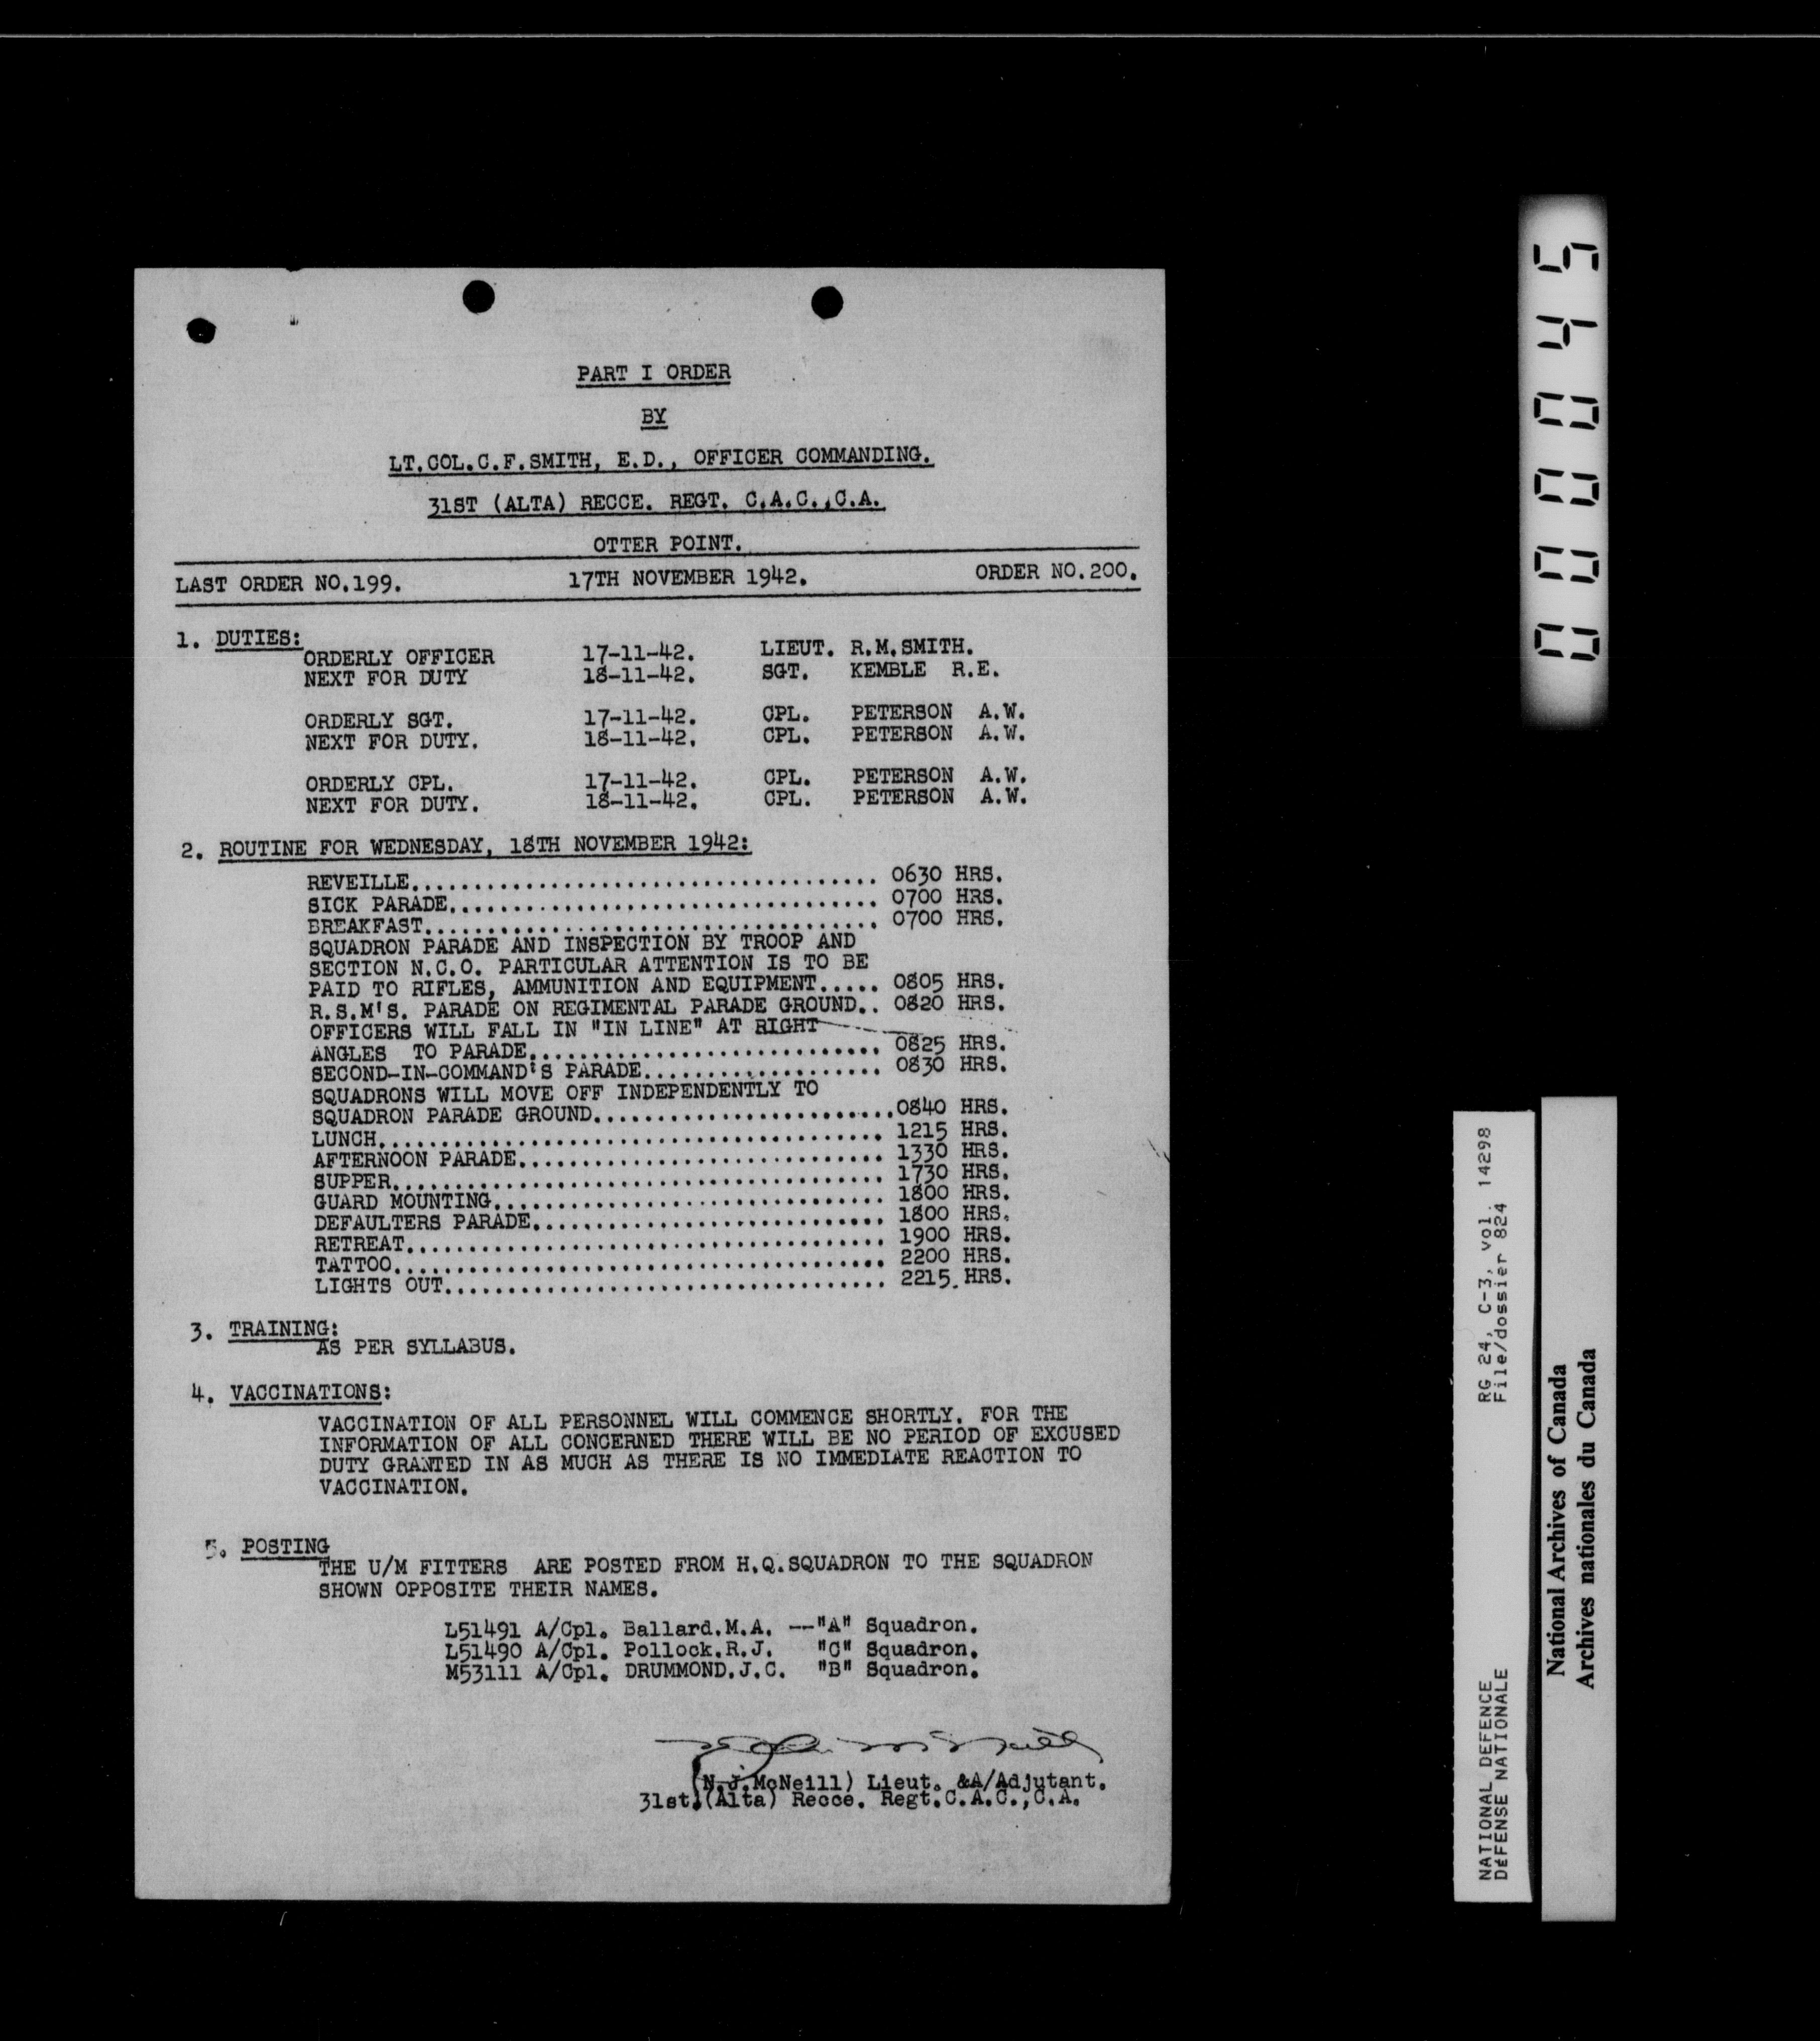 PART I ORDER
BY
LT.COL.C.F.SMITH, E.D., OFFICER COMMANDING.
31ST (ALTA) RECCE. REGT. C.A.C.,C.A.
OTTER POINT.
LAST ORDER NO.199. 17TH NOVEMBER 1942. ORDER NO.200.
1. DUTIES:
ORDERLY OFFICER 17-11-42. LIEUT. R.M.SMITH.
NEXT FOR DUTY 18-11-42. SGT. KEMBLE R.E.
ORDERLY SGT. 17-11-42. CPL. PETERSON A.W.
NEXT FOR DUTY. 18-11-42. CPL. PETERSON A.W.
ORDERLY CPL. 17-11-42. CPL. PETERSON A.W.
NEXT FOR DUTY. 18-11-42. CPL. PETERSON A.W.
2. ROUTINE FOR WEDNESDAY, 18TH NOVEMBER 1942:
REVEILLE..................................... 0630 HRS.
SICK PARADE.................................. 0700 HRS.
BREAKFAST.................................... 0700 HRS.
SQUADRON PARADE AND INSPECTION BY TROOP AND
SECTION N.C.O. PARTICULAR ATTENTION IS TO BE
PAID TO RIFLES, AMMUNITION AND EQUIPMENT..... 0805 HRS.
R.S.M'S. PARADE ON REGIMENTAL PARADE GROUND.. 0820 HRS.
OFFICERS WILL FALL IN "IN LINE" AT RIGHT
ANGLES TO PARADE............................ 0825 HRS.
SECOND-IN-COMMAND'S PARADE................... 0830 HRS.
SQUADRONS WILL MOVE OFF INDEPENDENTLY TO
SQUADRON PARADE GROUND........................0840 HRS.
LUNCH........................................ 1215 HRS.
AFTERNOON PARADE............................. 1330 HRS.
SUPPER....................................... 1730 HRS.
GUARD MOUNTING............................... 1800 HRS.
DEFAULTERS PARADE............................ 1800 HRS.
RETREAT...................................... 1900 HRS.
TATTOO....................................... 2200 HRS.
LIGHTS OUT................................... 2215.HRS.
3. TRAINING:
AS PER SYLLABUS.
4. VACCINATIONS:
VACCINATION OF ALL PERSONNEL WILL COMMENCE SHORTLY. FOR THE
INFORMATION OF ALL CONCERNED THERE WILL BE NO PERIOD OF EXCUSED
DUTY GRANTED IN AS MUCH AS THERE IS NO IMMEDIATE REACTION TO
VACCINATION.
5. POSTING
THE U/M FITTERS ARE POSTED FROM H.Q.SQUADRON TO THE SQUADRON
SHOWN OPPOSITE THEIR NAMES.
L51491 A/Cpl. Ballard.M.A. --"A" Squadron.
L51490 A/Cpl. Pollock.R.J. "C" Squadron.
M53111 A/Cpl. DRUMMOND.J.C. "B" Squadron.
(N.J.McNeill) Lieut. &A/Adjutant.
31st.(Alta) Recce. Regt.C.A.C.,C.A.
000045
NATIONAL DEFENCE RG 24, C-3, vol. 14298
DÉFENSE NATIONALE File/dossier 824
National Archives of Canada
Archives nationales du Canada